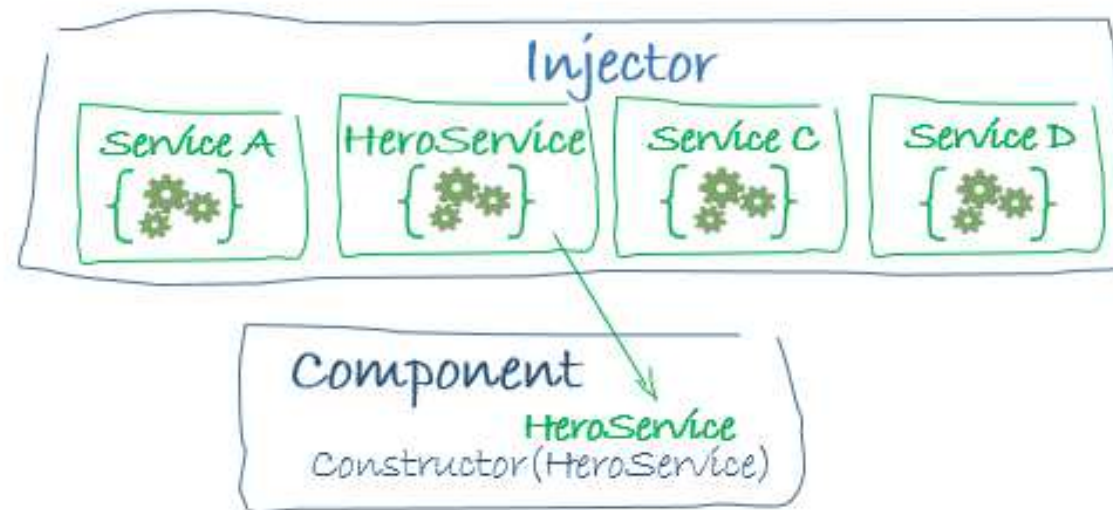 Injector
Service A
HeroService
Service C
Service D
Component
HeroService
Constructor(HeroService)